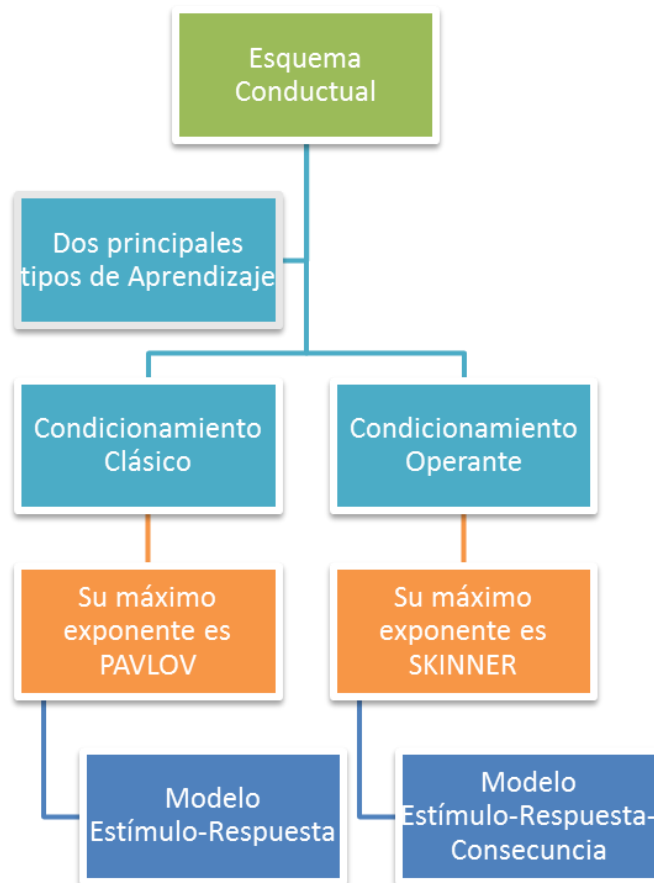 Esquema
Conductual
Dos principales
tipos de Aprendizaje
Condicionamiento
Clásico
Condicionamiento
Operante
Su máximo
exponente es
PAVLOV
Su máximo
exponente es
SKINNER
Modelo
Estímulo-Respuesta
Modelo
Estímulo-Respuesta-
Consecuncia